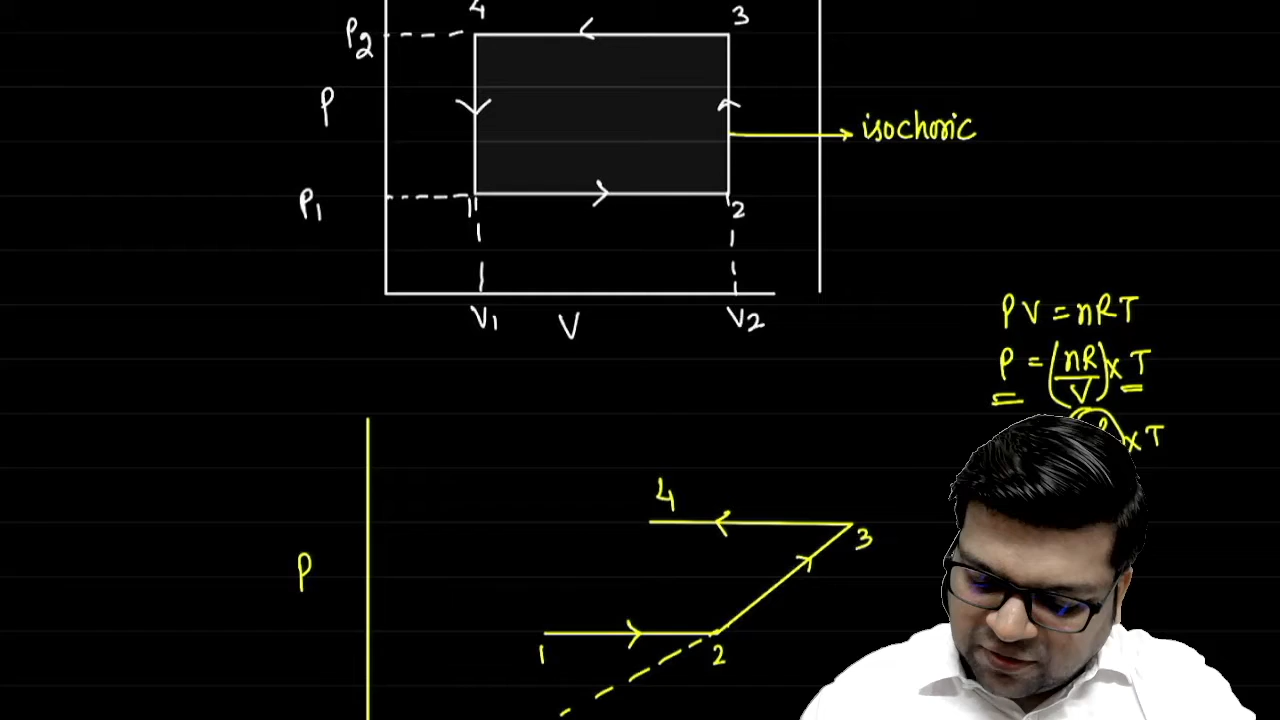 4 3
P2
P
isochoric
P1
1 2
V1 V V2
PV = nRT
P = (nR/V) x T
x T
4
3
P
1 2